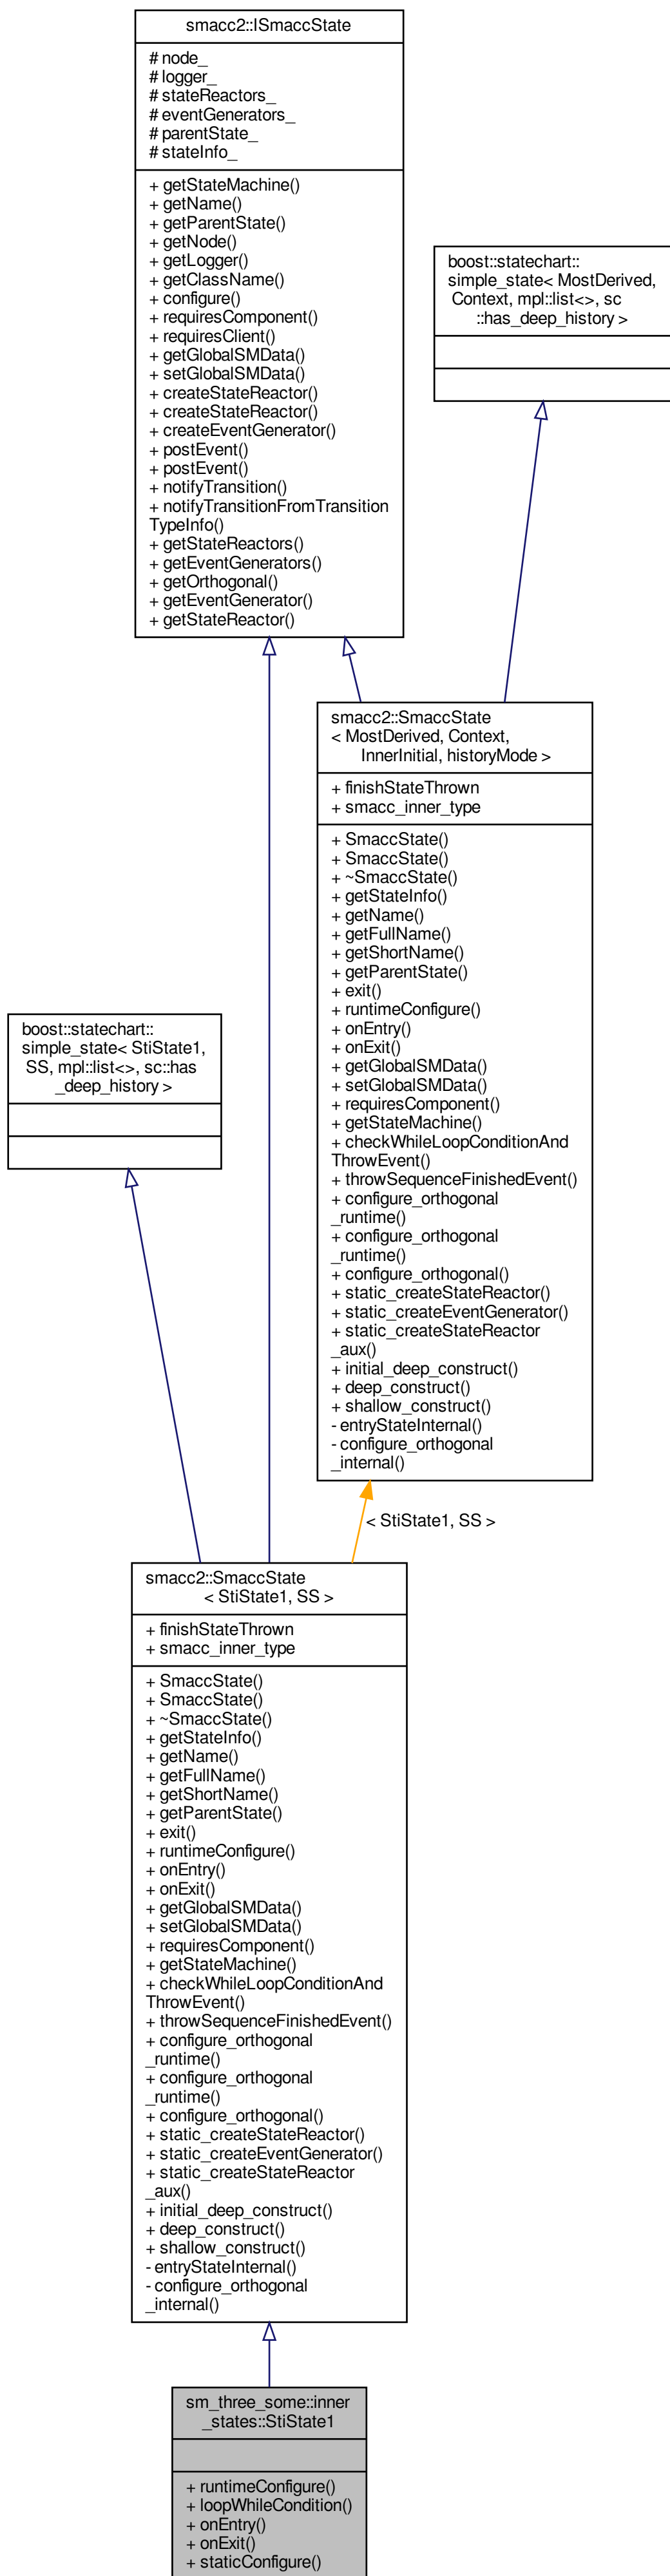 smacc2::ISmaccState
# node_
# logger_
# stateReactors_
# eventGenerators_
# parentState_
# stateInfo_
+ getStateMachine()
+ getName()
+ getParentState()
+ getNode()
+ getLogger()
+ getClassName()
+ configure()
+ requiresComponent()
+ requiresClient()
+ getGlobalSMData()
+ setGlobalSMData()
+ createStateReactor()
+ createStateReactor()
+ createEventGenerator()
+ postEvent()
+ postEvent()
+ notifyTransition()
+ notifyTransitionFromTransition
TypeInfo()
+ getStateReactors()
+ getEventGenerators()
+ getOrthogonal()
+ getEventGenerator()
+ getStateReactor()
boost::statechart::
simple_state< MostDerived,
Context, mpl::list<>, sc
::has_deep_history >
smacc2::SmaccState
< MostDerived, Context,
InnerInitial, historyMode >
+ finishStateThrown
+ smacc_inner_type
+ SmaccState()
+ SmaccState()
+ ~SmaccState()
+ getStateInfo()
+ getName()
+ getFullName()
+ getShortName()
+ getParentState()
+ exit()
+ runtimeConfigure()
+ onEntry()
+ onExit()
+ getGlobalSMData()
+ setGlobalSMData()
+ requiresComponent()
+ getStateMachine()
+ checkWhileLoopConditionAnd
ThrowEvent()
+ throwSequenceFinishedEvent()
+ configure_orthogonal
_runtime()
+ configure_orthogonal
_runtime()
+ configure_orthogonal()
+ static_createStateReactor()
+ static_createEventGenerator()
+ static_createStateReactor
_aux()
+ initial_deep_construct()
+ deep_construct()
+ shallow_construct()
- entryStateInternal()
- configure_orthogonal
_internal()
boost::statechart::
simple_state< StiState1,
SS, mpl::list<>, sc::has
_deep_history >
< StiState1, SS >
smacc2::SmaccState
< StiState1, SS >
+ finishStateThrown
+ smacc_inner_type
+ SmaccState()
+ SmaccState()
+ ~SmaccState()
+ getStateInfo()
+ getName()
+ getFullName()
+ getShortName()
+ getParentState()
+ exit()
+ runtimeConfigure()
+ onEntry()
+ onExit()
+ getGlobalSMData()
+ setGlobalSMData()
+ requiresComponent()
+ getStateMachine()
+ checkWhileLoopConditionAnd
ThrowEvent()
+ throwSequenceFinishedEvent()
+ configure_orthogonal
_runtime()
+ configure_orthogonal
_runtime()
+ configure_orthogonal()
+ static_createStateReactor()
+ static_createEventGenerator()
+ static_createStateReactor
_aux()
+ initial_deep_construct()
+ deep_construct()
+ shallow_construct()
- entryStateInternal()
- configure_orthogonal
_internal()
sm_three_some::inner
_states::StiState1
+ runtimeConfigure()
+ loopWhileCondition()
+ onEntry()
+ onExit()
+ staticConfigure()